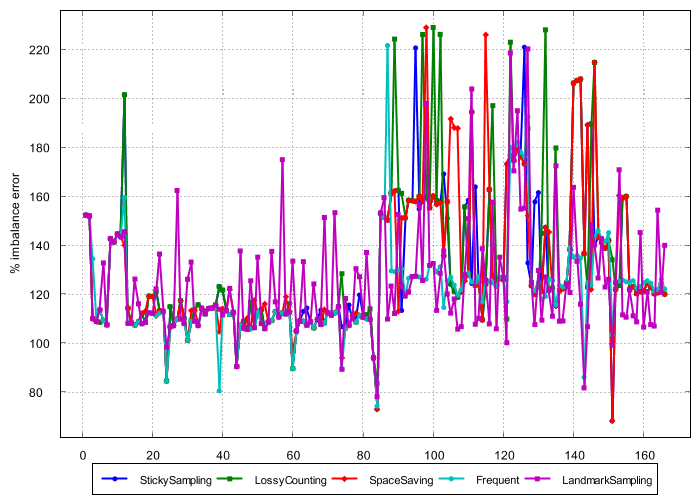 220
200
180
160
140
120
100
80
% imbalance error
0 20 40 60 80 100 120 140 160
StickySampling LossyCounting SpaceSaving Frequent LandmarkSampling